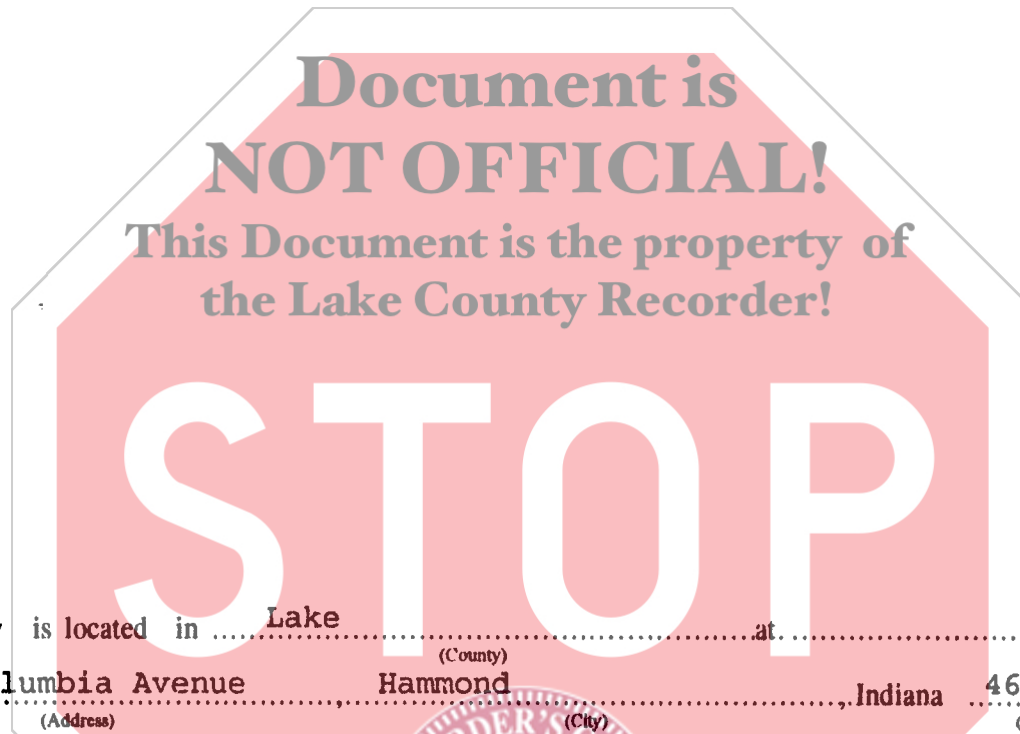 Document is
NOT OFFICIAL!
This Document is the property of
the Lake County Recorder!
STOP
is located in Lake at
(County)
lumbia Avenue, Hammond, Indiana 46
(Address) (City)
DER'S